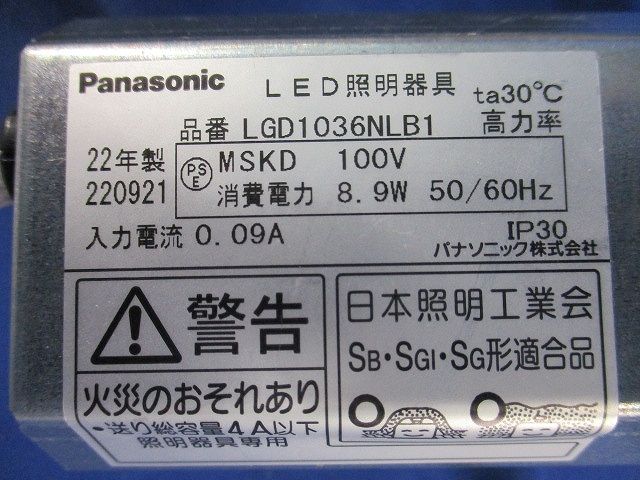 Panasonic LED照明器具 ta30℃
品番 LGD1036NLB1 高力率
22年製 PSE MSKD 100V
220921 消費電力 8.9W 50/60Hz
入力電流 0.09A IP30
パナソニック株式会社
警告
火災のおそれあり
・送り総容量4A以下
照明器具専用
日本照明工業会
SB・SGI・SG形適合品